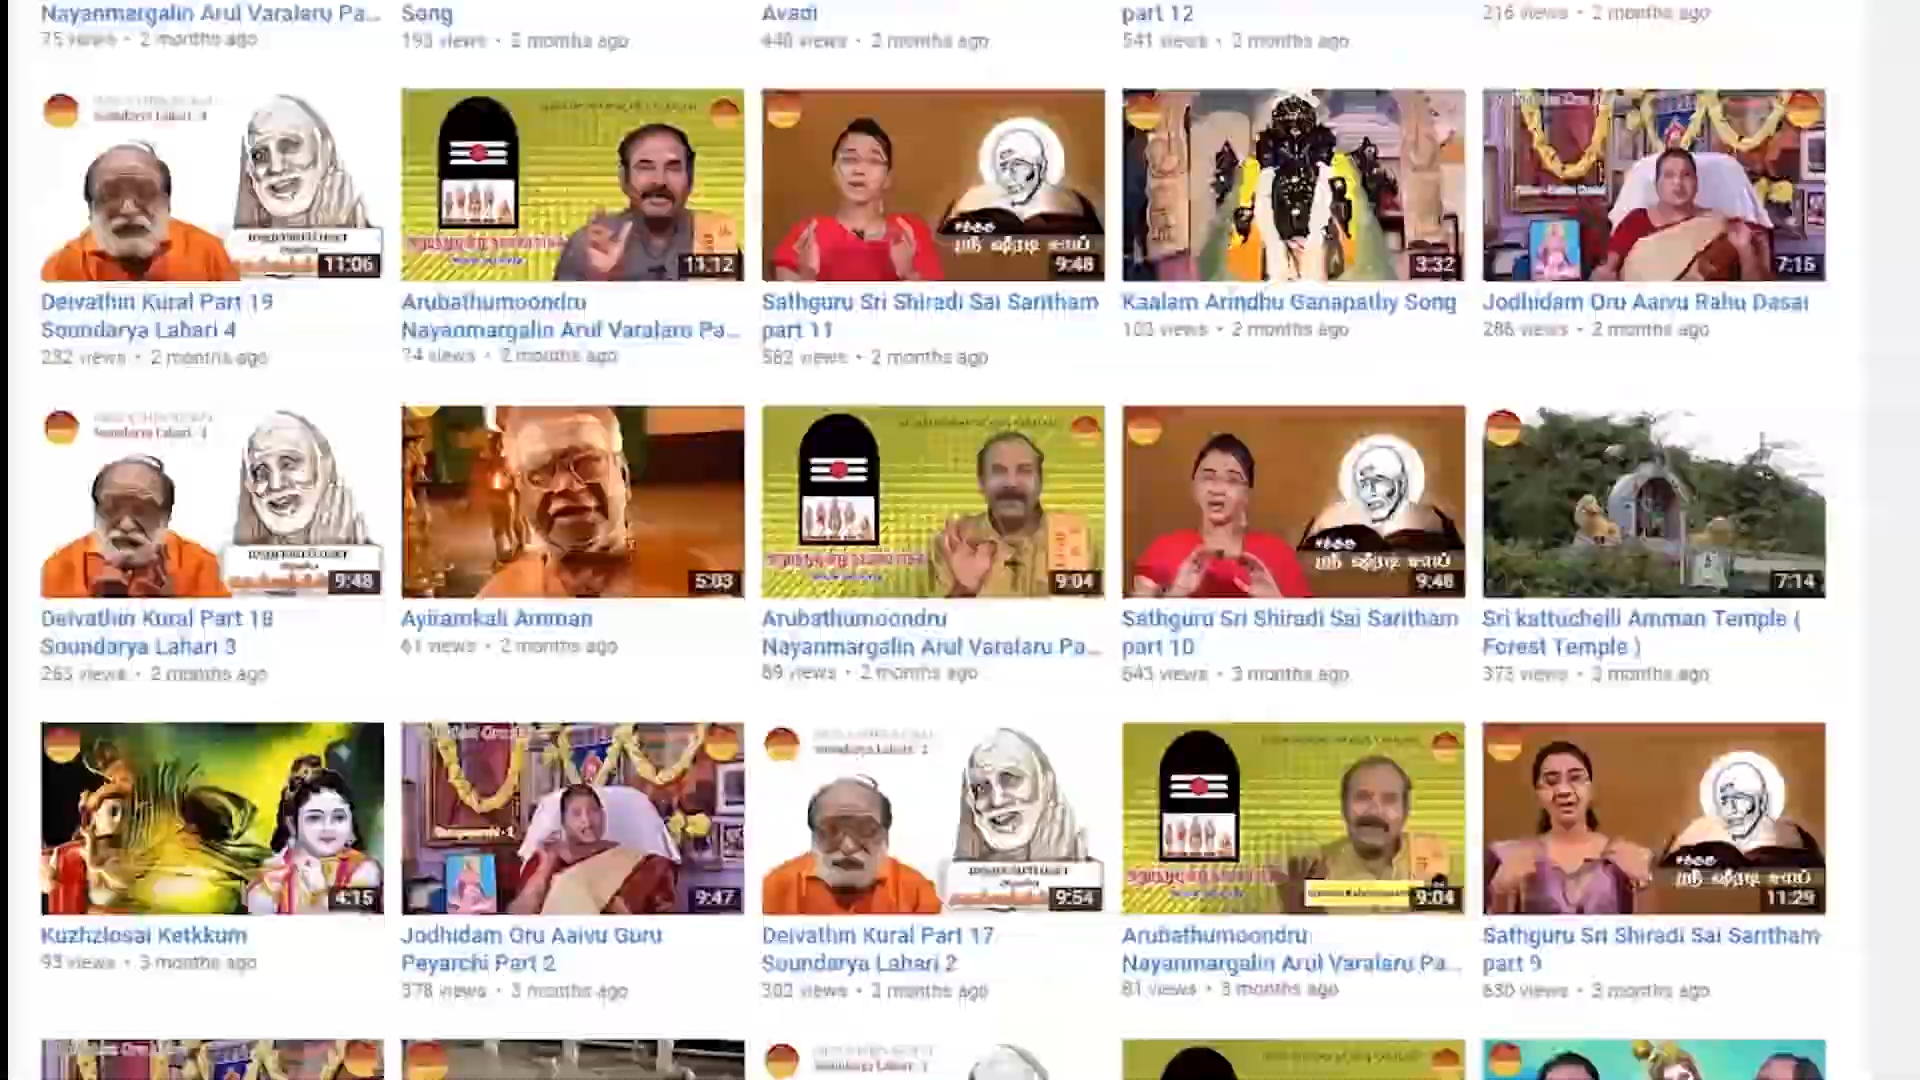 Nayanmargalin Arul Varalaru Pa...
Song
Avadi
part 12
75 views • 2 months ago
193 views • 2 months ago
448 views • 2 months ago
541 views • 2 months ago
216 views • 2 months ago
11:06
11:12
9:48
3:32
7:15
Deivathin Kural Part 19
Soundarya Lahari 4
232 views • 2 months ago
Arubathumoondru
Nayanmargalin Arul Varalaru Pa...
74 views • 2 months ago
Sathguru Sri Shiradi Sai Saritham
part 11
582 views • 2 months ago
Kaalam Arindhu Ganapathy Song
103 views • 2 months ago
Jodhidam Oru Aaivu Rahu Dasai
286 views • 2 months ago
9:48
5:03
9:04
9:48
7:14
Deivathin Kural Part 18
Soundarya Lahari 3
265 views • 2 months ago
Ayiramkali Amman
61 views • 2 months ago
Arubathumoondru
Nayanmargalin Arul Varalaru Pa...
89 views • 2 months ago
Sathguru Sri Shiradi Sai Saritham
part 10
643 views • 3 months ago
Sri kattuchelli Amman Temple (
Forest Temple )
373 views • 3 months ago
4:15
9:47
9:54
9:04
11:29
Kuzhzlosai Ketkkum
93 views • 3 months ago
Jodhidam Oru Aaivu Guru
Peyarchi Part 2
378 views • 3 months ago
Deivathin Kural Part 17
Soundarya Lahari 2
302 views • 3 months ago
Arubathumoondru
Nayanmargalin Arul Varalaru Pa...
81 views • 3 months ago
Sathguru Sri Shiradi Sai Saritham
part 9
630 views • 3 months ago